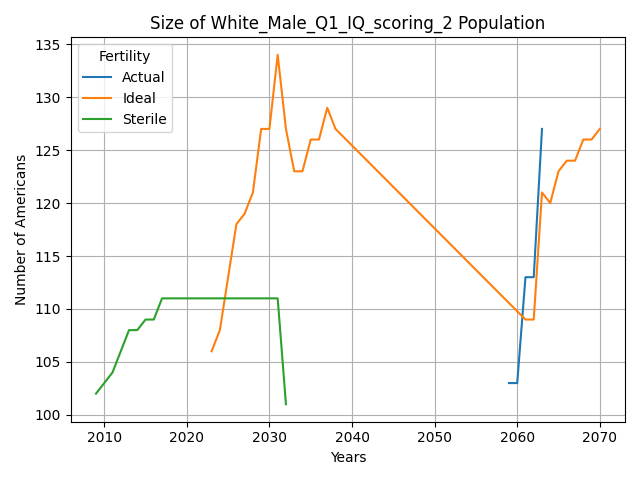 Size of White_Male_Q1_IQ_scoring_2 Population
Fertility
Actual
Ideal
Sterile
Number of Americans
135
130
125
120
115
110
105
100
2010 2020 2030 2040 2050 2060 2070
Years